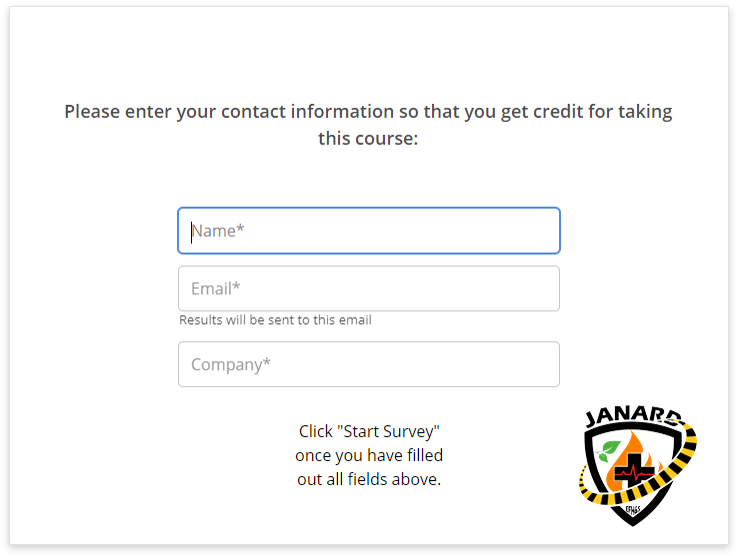 Please enter your contact information so that you get credit for taking
this course:
Name*
Email*
Results will be sent to this email
Company*
Click "Start Survey"
once you have filled
out all fields above.
JANARD